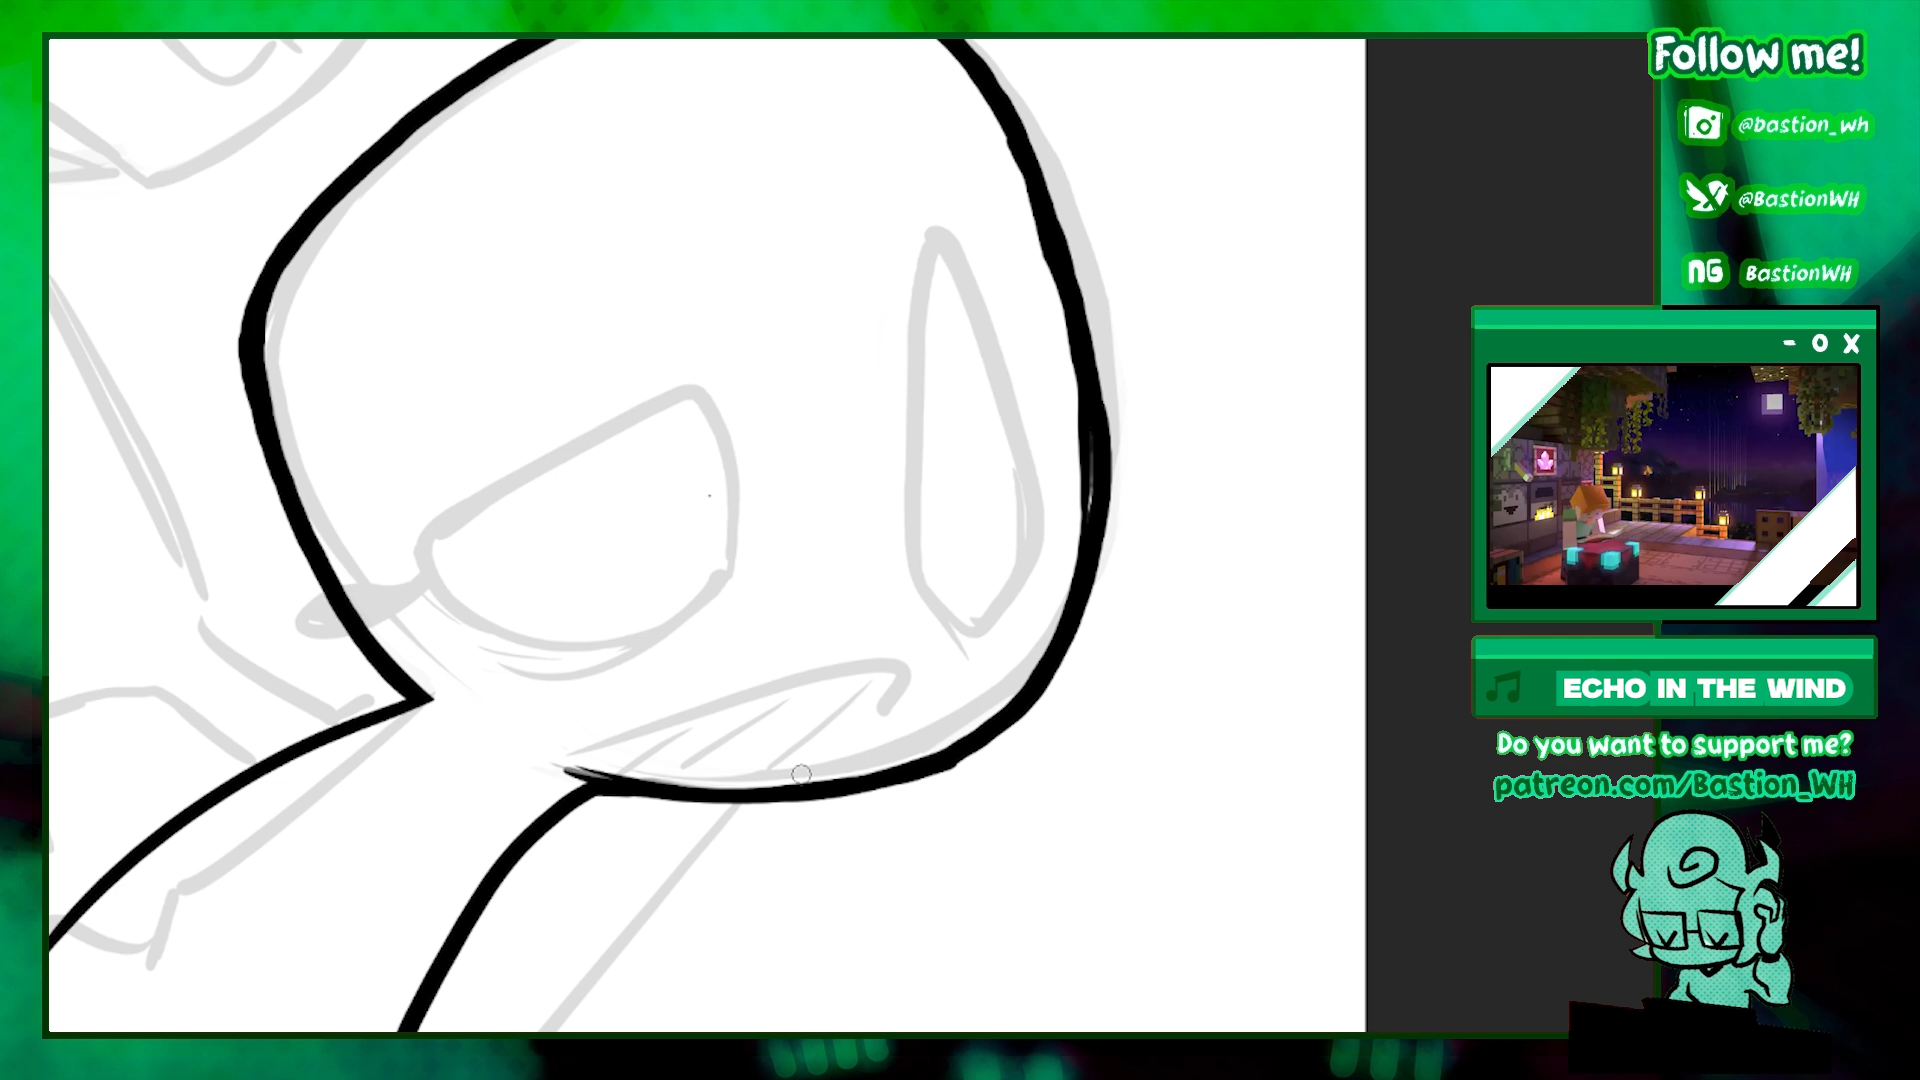 Follow me!
@bastion_wh
@BastionWH
NG BastionWH
- O X
ECHO IN THE WIND
Do you want to support me?
patreon.com/Bastion_WH